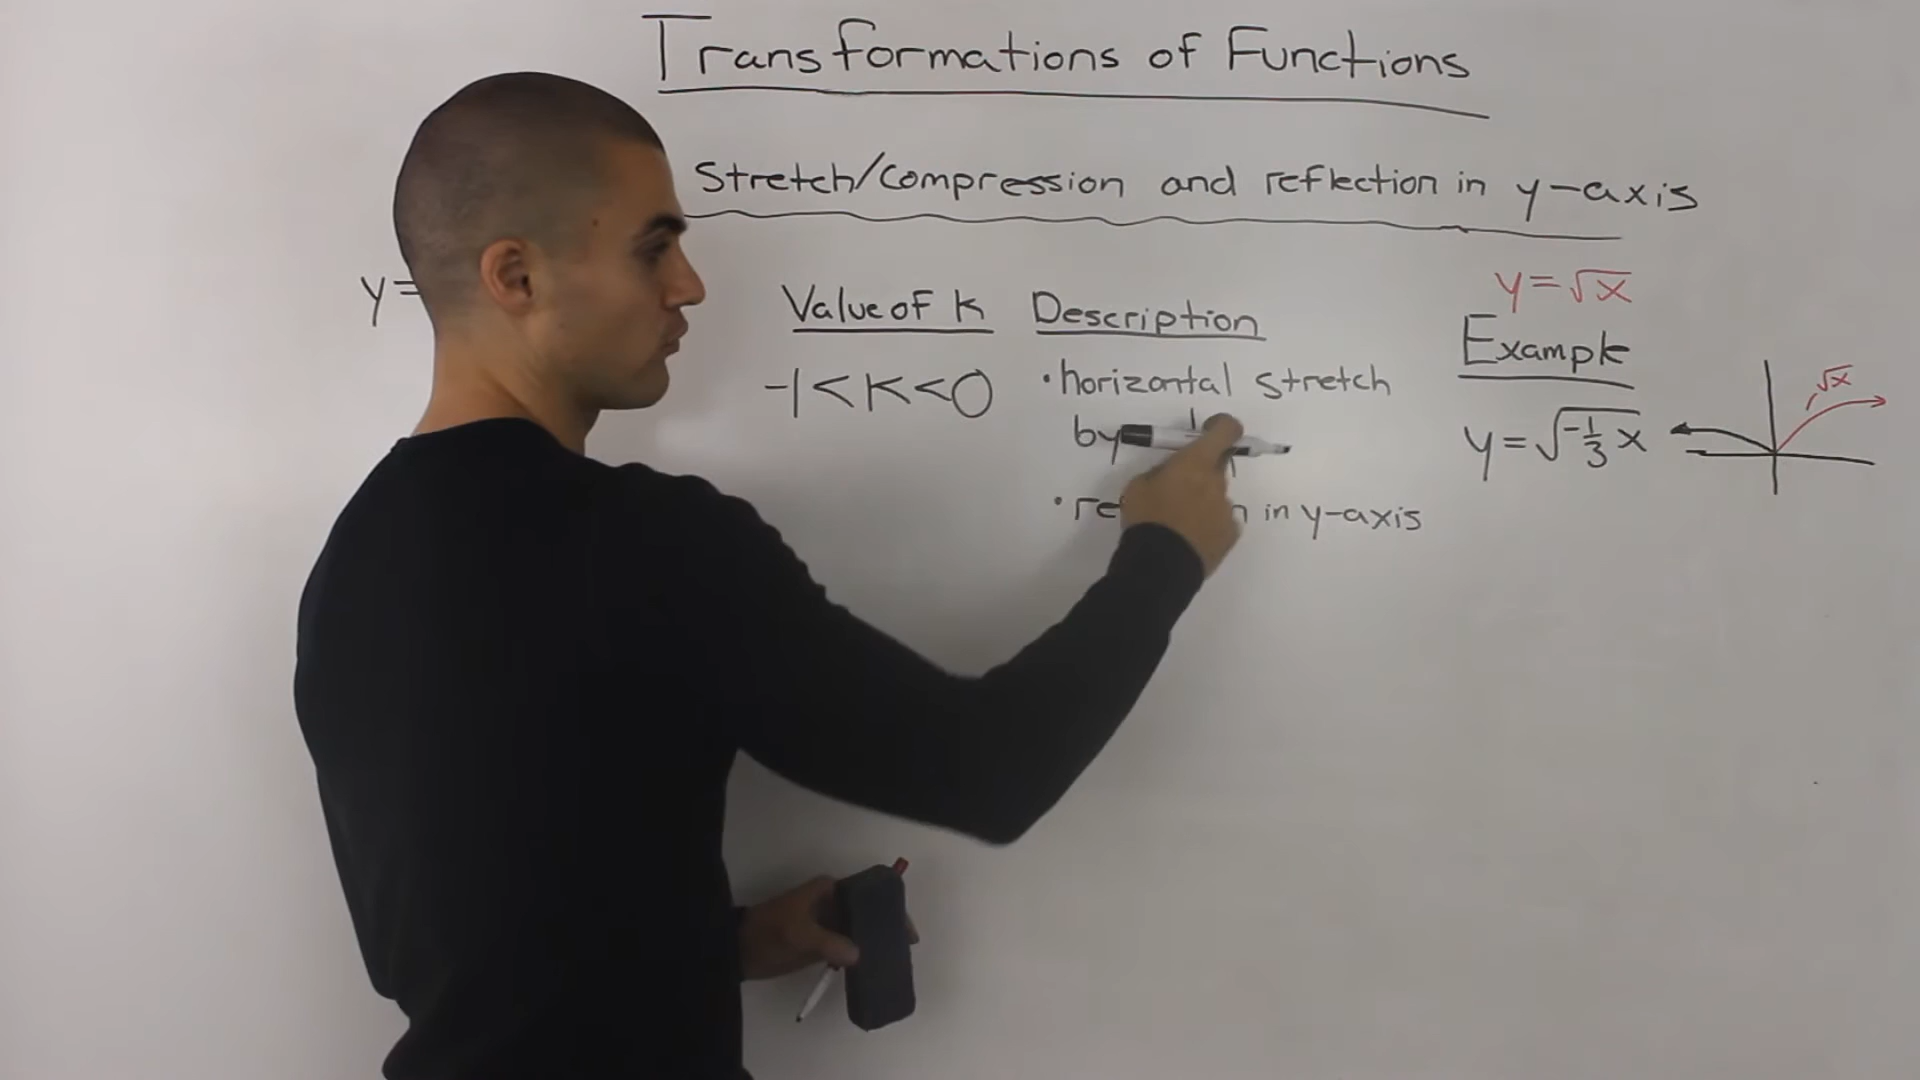 Transformations of Functions
Stretch/Compression and reflection in y-axis
y=
Value of K
Description
y=√x
Example
-1<K<0
•horizontal stretch
by
•re in y-axis
y=√-1/3x
√x